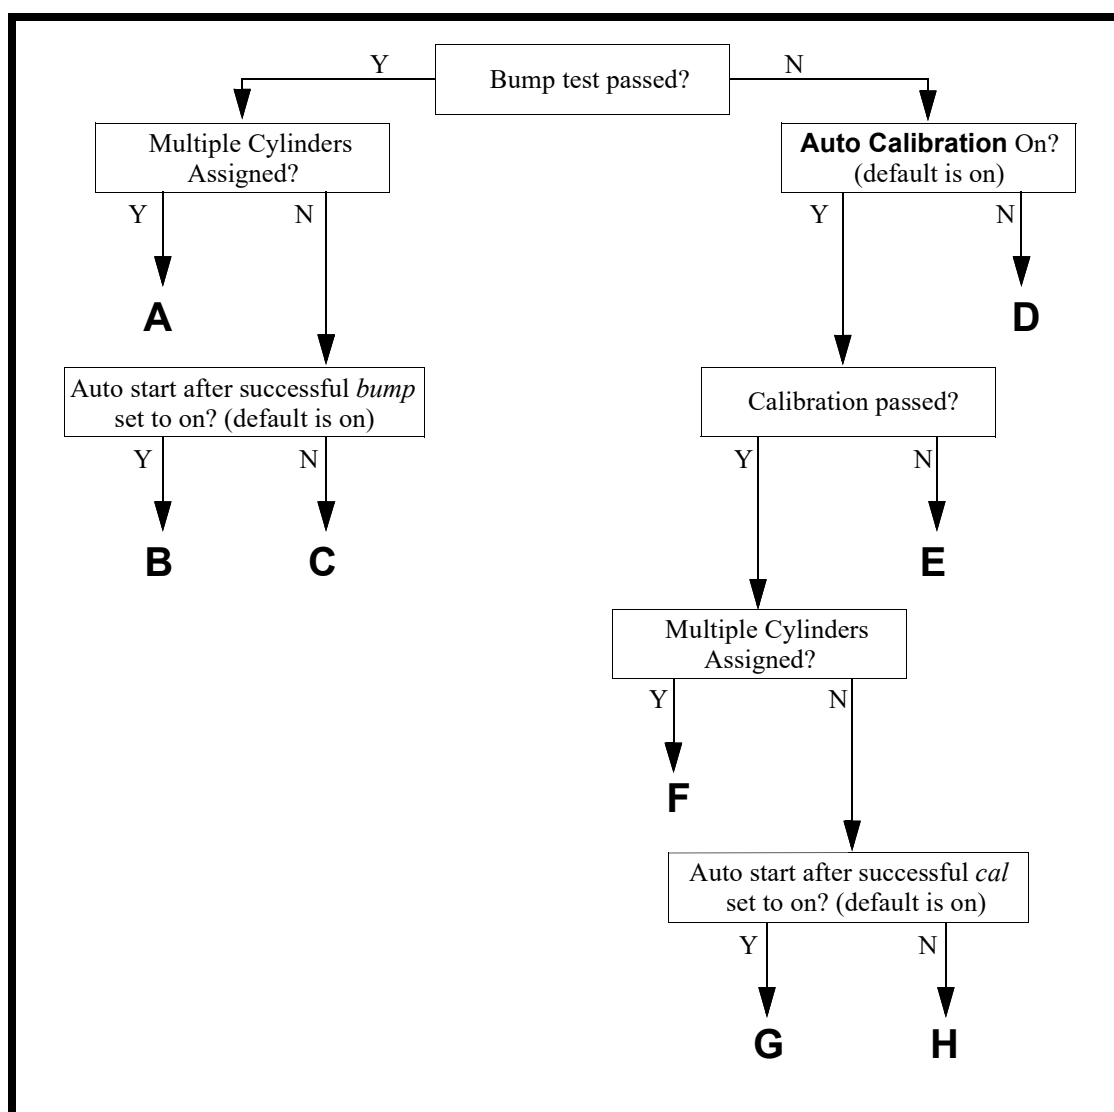 Y
Bump test passed?
N
Multiple Cylinders
Assigned?
Auto Calibration On?
(default is on)
Y
N
Y
N
A
D
Auto start after successful bump
set to on? (default is on)
Calibration passed?
Y
N
Y
N
B
C
E
Multiple Cylinders
Assigned?
Y
N
F
Auto start after successful cal
set to on? (default is on)
Y
N
G
H